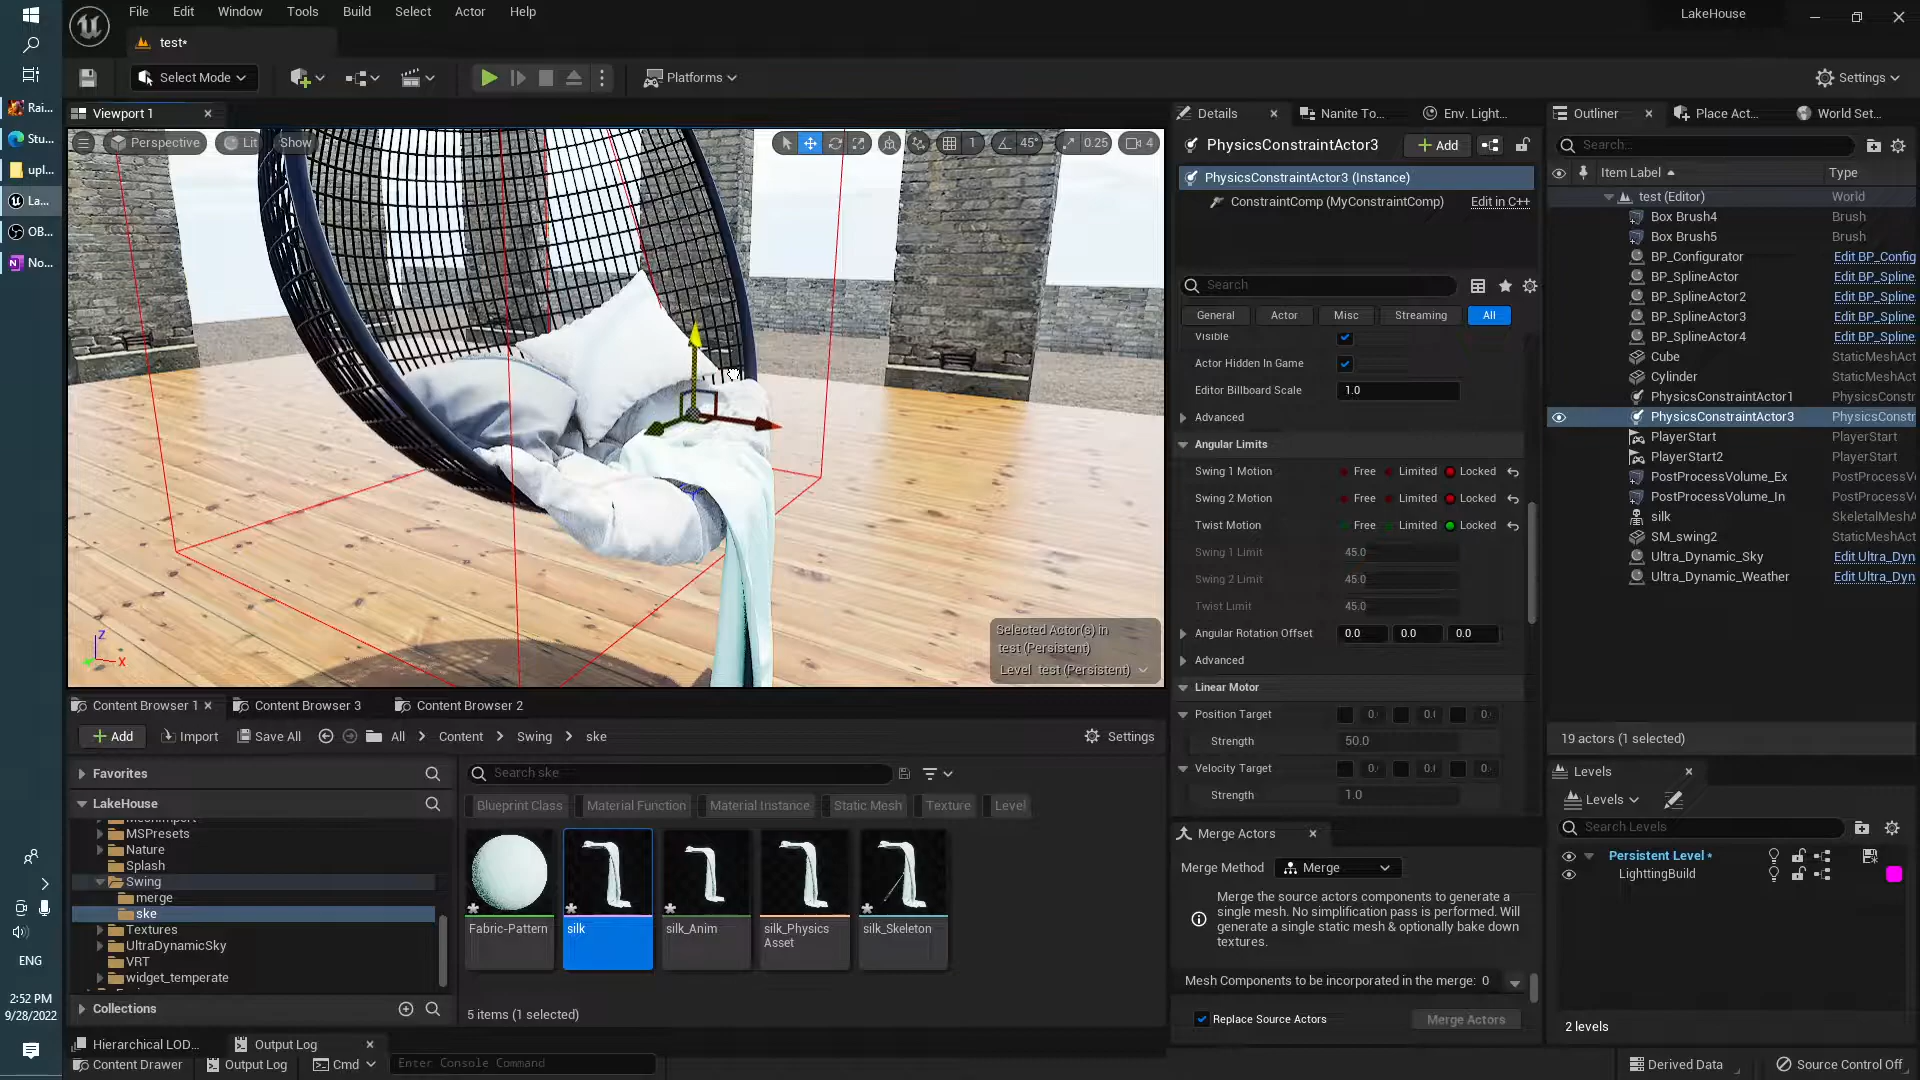 File Edit Window Tools Build Select Actor Help
LakeHouse
test*
Select Mode
Platforms
Settings
Rai...
Stu...
upl...
La...
OB...
No...
ENG
2:52 PM
9/28/2022
Viewport 1
Perspective Lit Show
1 45° 0.25 4
Z
X
Selected Actor(s) in
test (Persistent)
Level test (Persistent)
Details Nanite To... Env. Light...
PhysicsConstraintActor3 Add
PhysicsConstraintActor3 (Instance)
ConstraintComp (MyConstraintComp) Edit in C++
Search
General Actor Misc Streaming All
Visible
Actor Hidden In Game
Editor Billboard Scale 1.0
Advanced
Angular Limits
Swing 1 Motion Free Limited Locked
Swing 2 Motion Free Limited Locked
Twist Motion Free Limited Locked
Swing 1 Limit 45.0
Swing 2 Limit 45.0
Twist Limit 45.0
Angular Rotation Offset 0.0 0.0 0.0
Advanced
Linear Motor
Position Target
Strength 50.0
Velocity Target
Strength 1.0
Merge Actors
Merge Method Merge
Merge the source actors components to generate a
single mesh. No simplification pass is performed. Will
generate a single static mesh & optionally bake down
textures.
Mesh Components to be incorporated in the merge: 0
Replace Source Actors Merge Actors
Outliner Place Act... World Set...
Search...
Item Label Type
test (Editor) World
Box Brush4 Brush
Box Brush5 Brush
BP_Configurator Edit BP_Config
BP_SplineActor Edit BP_Spline
BP_SplineActor2 Edit BP_Spline
BP_SplineActor3 Edit BP_Spline
BP_SplineActor4 Edit BP_Spline
Cube StaticMeshAct
Cylinder StaticMeshAct
PhysicsConstraintActor1 PhysicsConstr
PhysicsConstraintActor3 PhysicsConstr
PlayerStart PlayerStart
PlayerStart2 PlayerStart
PostProcessVolume_Ex PostProcessV
PostProcessVolume_In PostProcessV
silk SkeletalMeshA
SM_swing2 StaticMeshAct
Ultra_Dynamic_Sky Edit Ultra_Dyn
Ultra_Dynamic_Weather Edit Ultra_Dyn
19 actors (1 selected)
Levels
Levels
Search Levels
Persistent Level *
LighttingBuild
2 levels
Content Browser 1 Content Browser 3 Content Browser 2
Add Import Save All All Content Swing ske Settings
Favorites
LakeHouse
MSPresets
Nature
Splash
Swing
merge
ske
Textures
UltraDynamicSky
VRT
widget_temperate
Collections
Search ske
Blueprint Class Material Function Material Instance Static Mesh Texture Level
Fabric-Pattern
silk
silk_Anim
silk_Physics
Asset
silk_Skeleton
5 items (1 selected)
Hierarchical LOD... Output Log
Content Drawer Output Log Cmd Enter Console Command
Derived Data Source Control Off